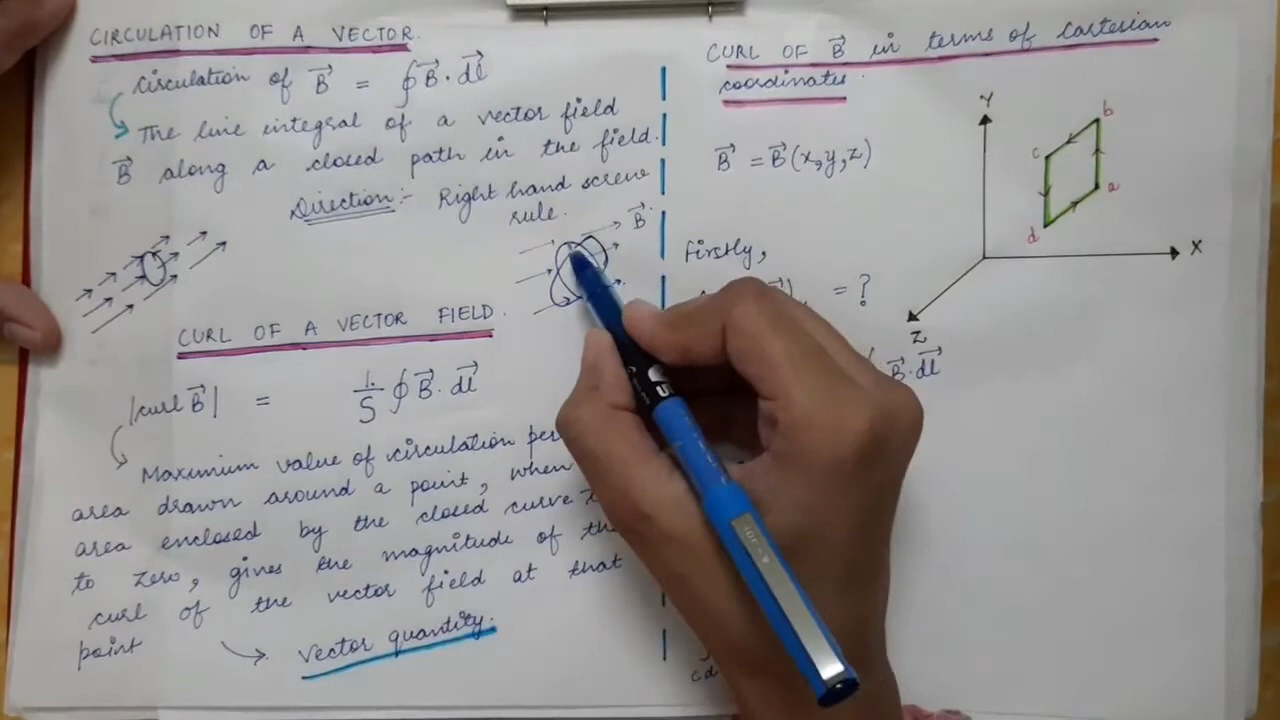 CIRCULATION OF A VECTOR.
Circulation of B⃗ = ∮B⃗. dl⃗
The line integral of a vector field
B⃗ along a closed path in the field.
Direction:- Right hand screw
rule.
B⃗
CURL OF A VECTOR FIELD.
|curl B⃗| = 1/S ∮ B⃗. dl⃗
Maximum value of circulation per
area drawn around a point, when
area enclosed by the closed curve
to zero, gives the magnitude of the
curl of the vector field at that
point
vector quantity.
CURL OF B⃗ in terms of Cartesian
coordinates.
B⃗ = B⃗(x,y,z)
Y
b
c
a
d
X
Z
Firstly,
= ?
B⃗.dl⃗
cd